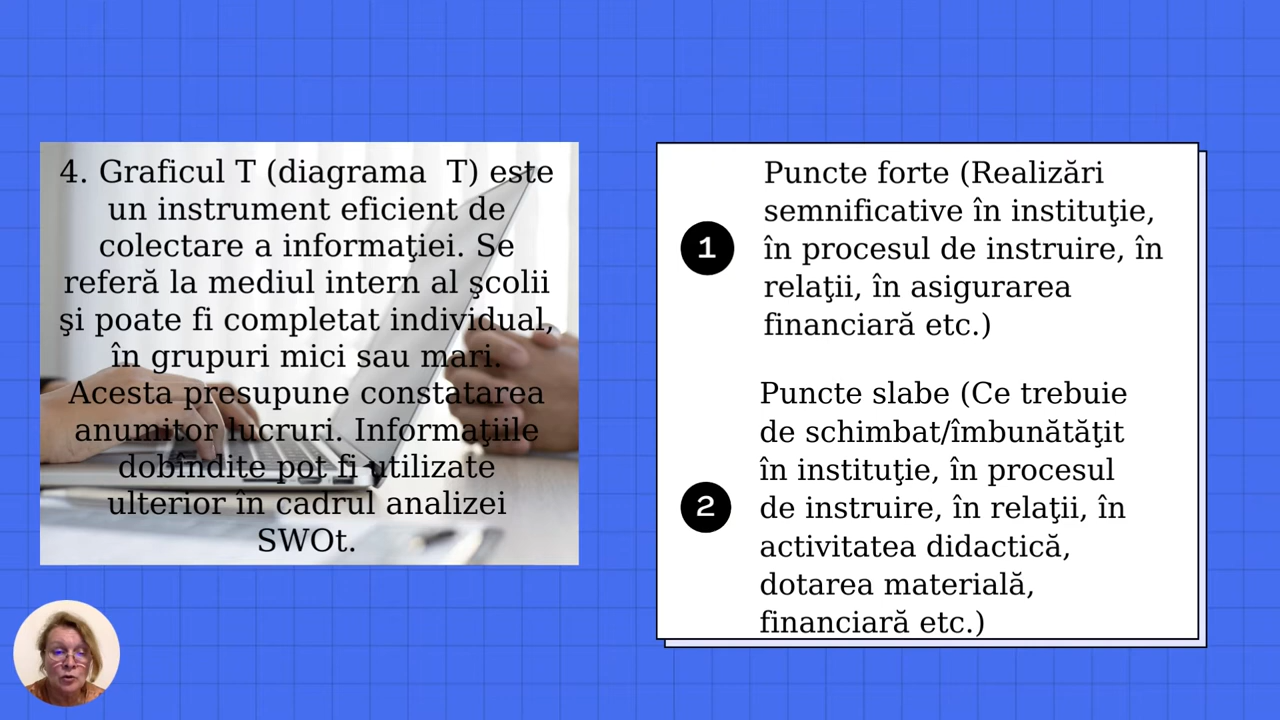 4. Graficul T (diagrama  T) este
un instrument eficient de
colectare a informaţiei. Se
referă la mediul intern al şcolii
şi poate fi completat individual,
în grupuri mici sau mari.
Acesta presupune constatarea
anumitor lucruri. Informaţiile
dobîndite pot fi utilizate
ulterior în cadrul analizei
SWOt.
1
Puncte forte (Realizări
semnificative în instituţie,
în procesul de instruire, în
relaţii, în asigurarea
financiară etc.)
2
Puncte slabe (Ce trebuie
de schimbat/îmbunătăţit
în instituţie, în procesul
de instruire, în relaţii, în
activitatea didactică,
dotarea materială,
financiară etc.)